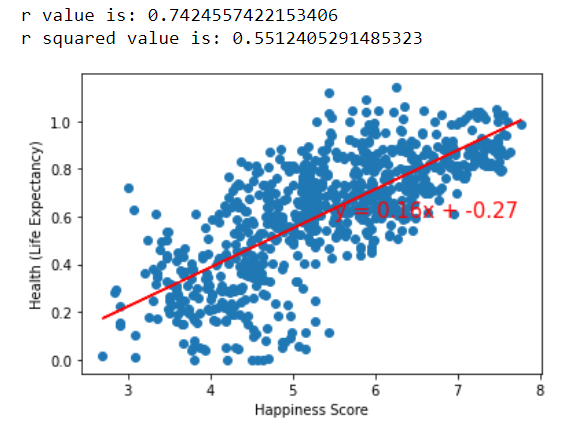 r value is: 0.7424557422153406
r squared value is: 0.5512405291485323
1.0
0.8
0.6
0.4
0.2
0.0
Health (Life Expectancy)
y = 0.16x + -0.27
3 4 5 6 7 8
Happiness Score